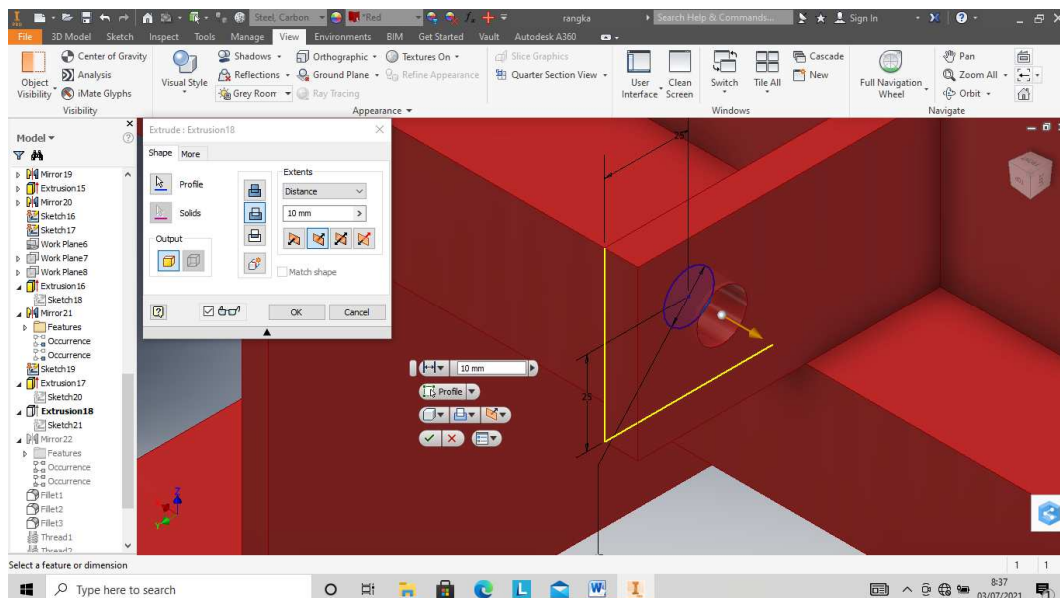 Steel, Carbon
*Red
rangka
Search Help & Commands...
Sign In
File 3D Model Sketch Inspect Tools Manage View Environments BIM Get Started Vault Autodesk A360
Object Visibility
Center of Gravity
Analysis
iMate Glyphs
Visibility
Visual Style
Shadows
Reflections
Grey Room
Orthographic
Ground Plane
Ray Tracing
Textures On
Refine Appearance
Appearance
Slice Graphics
Quarter Section View
User Interface
Clean Screen
Switch
Tile All
Cascade
New
Windows
Full Navigation Wheel
Pan
Zoom All
Orbit
Navigate
Model
Mirror19
Extrusion15
Mirror20
Sketch16
Sketch17
Work Plane6
Work Plane7
Work Plane8
Extrusion16
Sketch18
Mirror21
Features
Occurrence
Occurrence
Sketch19
Extrusion17
Sketch20
Extrusion18
Sketch21
Mirror22
Features
Occurrence
Occurrence
Fillet1
Fillet2
Fillet3
Thread1
Thread2
Extrude : Extrusion18
Shape More
Profile
Solids
Output
Extents
Distance
10 mm
Match shape
OK Cancel
10 mm
Profile
25
25
Z
Y
Select a feature or dimension
1 1
Type here to search
8:37
03/07/2021